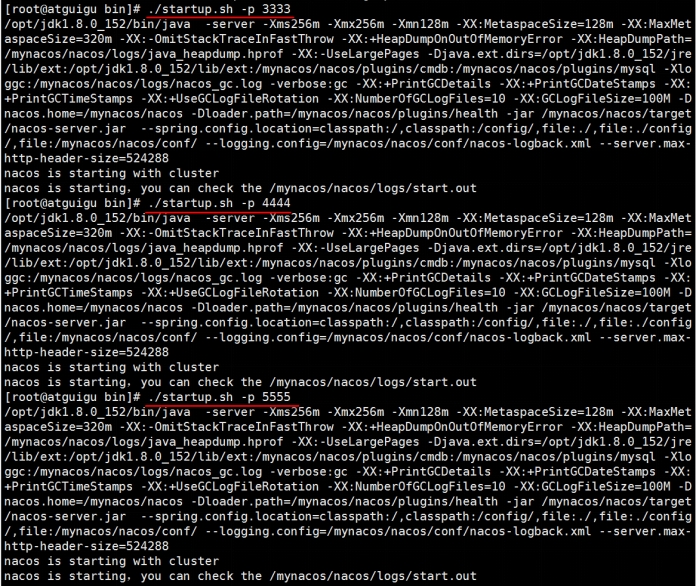 [root@atguigu bin]# ./startup.sh -p 3333
/opt/jdk1.8.0_152/bin/java  -server -Xms256m -Xmx256m -Xmn128m -XX:MetaspaceSize=128m -XX:MaxMet
aspaceSize=320m -XX:-OmitStackTraceInFastThrow -XX:+HeapDumpOnOutOfMemoryError -XX:HeapDumpPath=
/mynacos/nacos/logs/java_heapdump.hprof -XX:-UseLargePages -Djava.ext.dirs=/opt/jdk1.8.0_152/jre
/lib/ext:/opt/jdk1.8.0_152/lib/ext:/mynacos/nacos/plugins/cmdb:/mynacos/nacos/plugins/mysql -Xlo
ggc:/mynacos/nacos/logs/nacos_gc.log -verbose:gc -XX:+PrintGCDetails -XX:+PrintGCDateStamps -XX:
+PrintGCTimeStamps -XX:+UseGCLogFileRotation -XX:NumberOfGCLogFiles=10 -XX:GCLogFileSize=100M -D
nacos.home=/mynacos/nacos -Dloader.path=/mynacos/nacos/plugins/health -jar /mynacos/nacos/target
/nacos-server.jar  --spring.config.location=classpath:/,classpath:/config/,file:./,file:./config
/,file:/mynacos/nacos/conf/ --logging.config=/mynacos/nacos/conf/nacos-logback.xml --server.max-
http-header-size=524288
nacos is starting with cluster
nacos is starting，you can check the /mynacos/nacos/logs/start.out
[root@atguigu bin]# ./startup.sh -p 4444
/opt/jdk1.8.0_152/bin/java  -server -Xms256m -Xmx256m -Xmn128m -XX:MetaspaceSize=128m -XX:MaxMet
aspaceSize=320m -XX:-OmitStackTraceInFastThrow -XX:+HeapDumpOnOutOfMemoryError -XX:HeapDumpPath=
/mynacos/nacos/logs/java_heapdump.hprof -XX:-UseLargePages -Djava.ext.dirs=/opt/jdk1.8.0_152/jre
/lib/ext:/opt/jdk1.8.0_152/lib/ext:/mynacos/nacos/plugins/cmdb:/mynacos/nacos/plugins/mysql -Xlo
ggc:/mynacos/nacos/logs/nacos_gc.log -verbose:gc -XX:+PrintGCDetails -XX:+PrintGCDateStamps -XX:
+PrintGCTimeStamps -XX:+UseGCLogFileRotation -XX:NumberOfGCLogFiles=10 -XX:GCLogFileSize=100M -D
nacos.home=/mynacos/nacos -Dloader.path=/mynacos/nacos/plugins/health -jar /mynacos/nacos/target
/nacos-server.jar  --spring.config.location=classpath:/,classpath:/config/,file:./,file:./config
/,file:/mynacos/nacos/conf/ --logging.config=/mynacos/nacos/conf/nacos-logback.xml --server.max-
http-header-size=524288
nacos is starting with cluster
nacos is starting，you can check the /mynacos/nacos/logs/start.out
[root@atguigu bin]# ./startup.sh -p 5555
/opt/jdk1.8.0_152/bin/java  -server -Xms256m -Xmx256m -Xmn128m -XX:MetaspaceSize=128m -XX:MaxMet
aspaceSize=320m -XX:-OmitStackTraceInFastThrow -XX:+HeapDumpOnOutOfMemoryError -XX:HeapDumpPath=
/mynacos/nacos/logs/java_heapdump.hprof -XX:-UseLargePages -Djava.ext.dirs=/opt/jdk1.8.0_152/jre
/lib/ext:/opt/jdk1.8.0_152/lib/ext:/mynacos/nacos/plugins/cmdb:/mynacos/nacos/plugins/mysql -Xlo
ggc:/mynacos/nacos/logs/nacos_gc.log -verbose:gc -XX:+PrintGCDetails -XX:+PrintGCDateStamps -XX:
+PrintGCTimeStamps -XX:+UseGCLogFileRotation -XX:NumberOfGCLogFiles=10 -XX:GCLogFileSize=100M -D
nacos.home=/mynacos/nacos -Dloader.path=/mynacos/nacos/plugins/health -jar /mynacos/nacos/target
/nacos-server.jar  --spring.config.location=classpath:/,classpath:/config/,file:./,file:./config
/,file:/mynacos/nacos/conf/ --logging.config=/mynacos/nacos/conf/nacos-logback.xml --server.max-
http-header-size=524288
nacos is starting with cluster
nacos is starting，you can check the /mynacos/nacos/logs/start.out